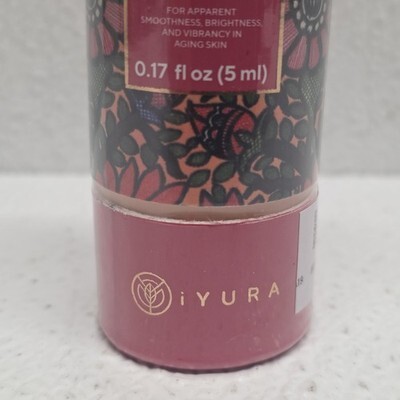 FOR APPARENT
SMOOTHNESS, BRIGHTNESS,
AND VIBRANCY IN
AGING SKIN
0.17 fl oz (5 ml)
iYURA